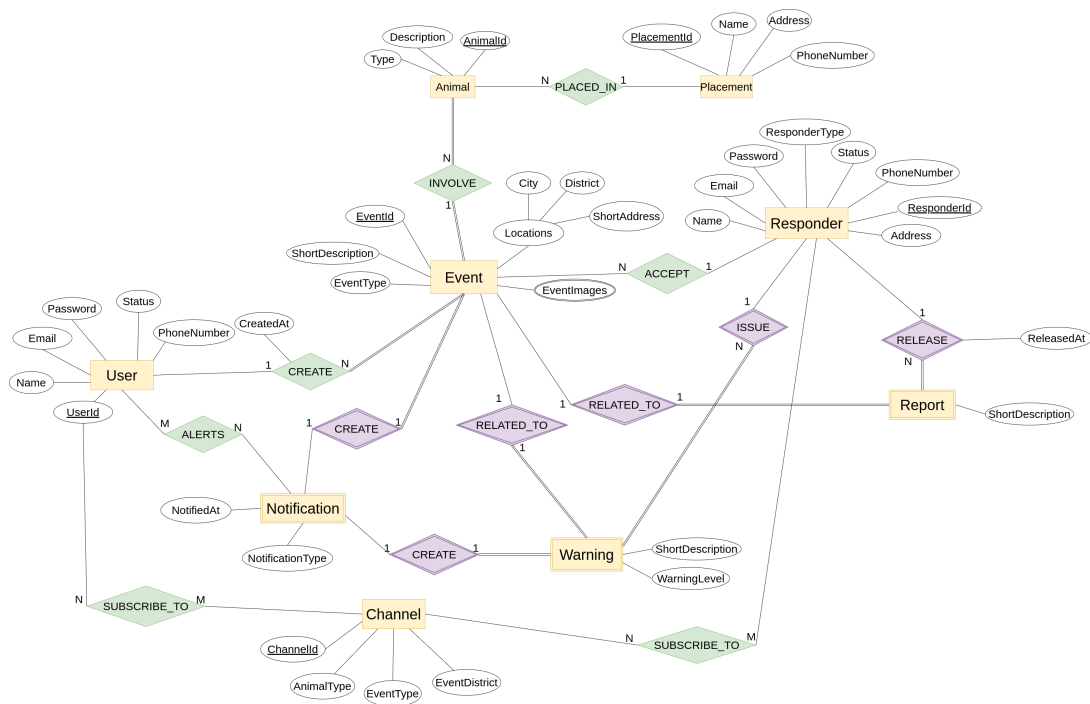 Name
Address
Description
AnimalId
PlacementId
Type
PhoneNumber
Animal
N
PLACED_IN
1
Placement
ResponderType
Password
Status
N
PhoneNumber
INVOLVE
City
District
Email
1
EventId
ShortAddress
Name
ResponderId
Locations
Responder
Address
ShortDescription
Event
N
ACCEPT
1
EventType
EventImages
Status
Password
CreatedAt
1
1
PhoneNumber
ISSUE
Email
RELEASE
ReleasedAt
N
1
N
N
User
CREATE
Name
1
1
RELATED_TO
1
Report
UserId
ShortDescription
M
N
1
CREATE
1
RELATED_TO
ALERTS
1
NotifiedAt
Notification
1
1
ShortDescription
NotificationType
CREATE
Warning
WarningLevel
N
SUBSCRIBE_TO
M
Channel
N
SUBSCRIBE_TO
M
ChannelId
AnimalType
EventType
EventDistrict